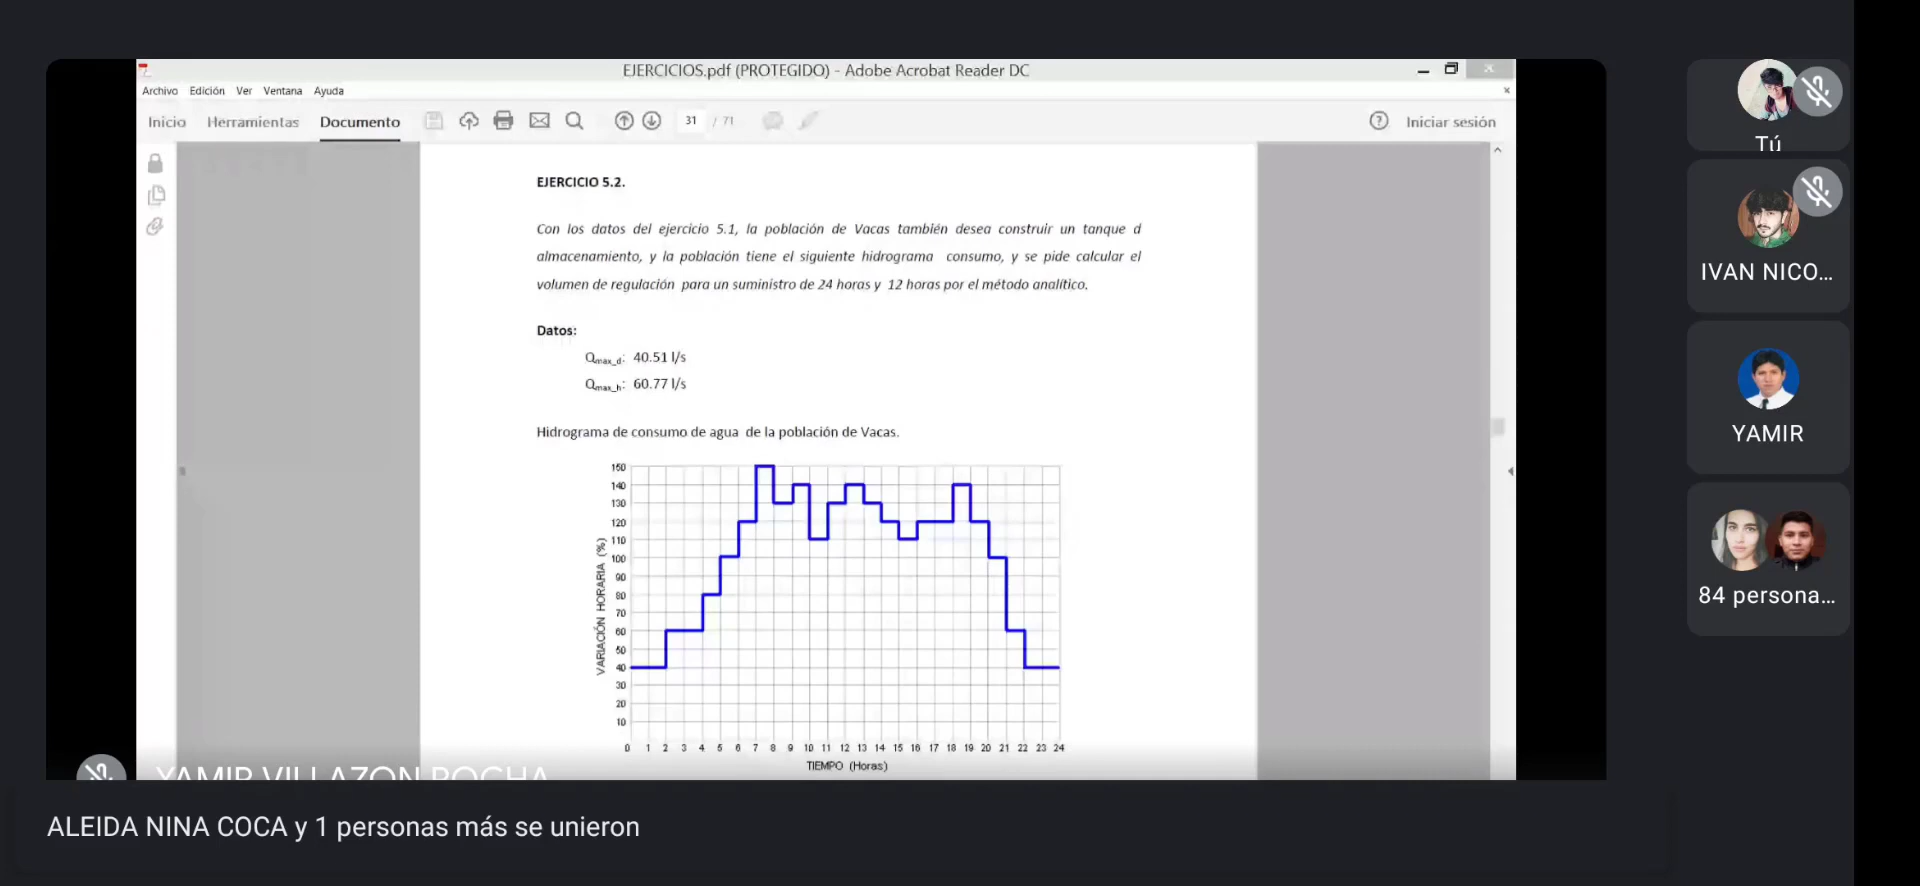 EJERCICIOS.pdf (PROTEGIDO) - Adobe Acrobat Reader DC
Archivo Edición Ver Ventana Ayuda
Inicio Herramientas Documento 31 / 71 Iniciar sesión
EJERCICIO 5.2.
Con los datos del ejercicio 5.1, la población de Vacas también desea construir un tanque d
almacenamiento, y la población tiene el siguiente hidrograma consumo, y se pide calcular el
volumen de regulación para un suministro de 24 horas y 12 horas por el método analítico.
Datos:
Qmax_d: 40.51 l/s
Qmax_h: 60.77 l/s
Hidrograma de consumo de agua de la población de Vacas.
VARIACIÓN HORARIA (%)
150
140
130
120
110
100
90
80
70
60
50
40
30
20
10
0 1 2 3 4 5 6 7 8 9 10 11 12 13 14 15 16 17 18 19 20 21 22 23 24
TIEMPO (Horas)
YAMIR VILLAZON ROCHA
ALEIDA NINA COCA y 1 personas más se unieron
Tú
IVAN NICO...
YAMIR
84 persona...